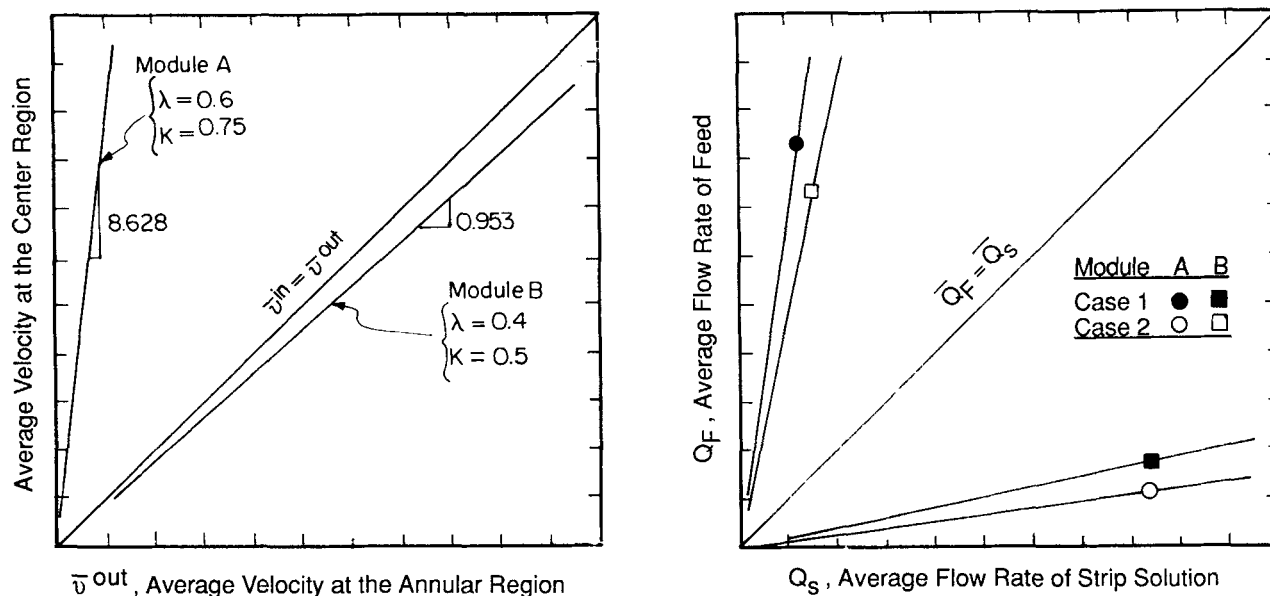 Average Velocity at the Center Region
Module A
λ = 0.6
K = 0.75
8.628
v̅ in = v̅ out
0.953
Module B
λ = 0.4
K = 0.5
v̅ out , Average Velocity at the Annular Region
QF , Average Flow Rate of Feed
Q̅F = Q̅S
Module A B
Case 1
Case 2
QS , Average Flow Rate of Strip Solution